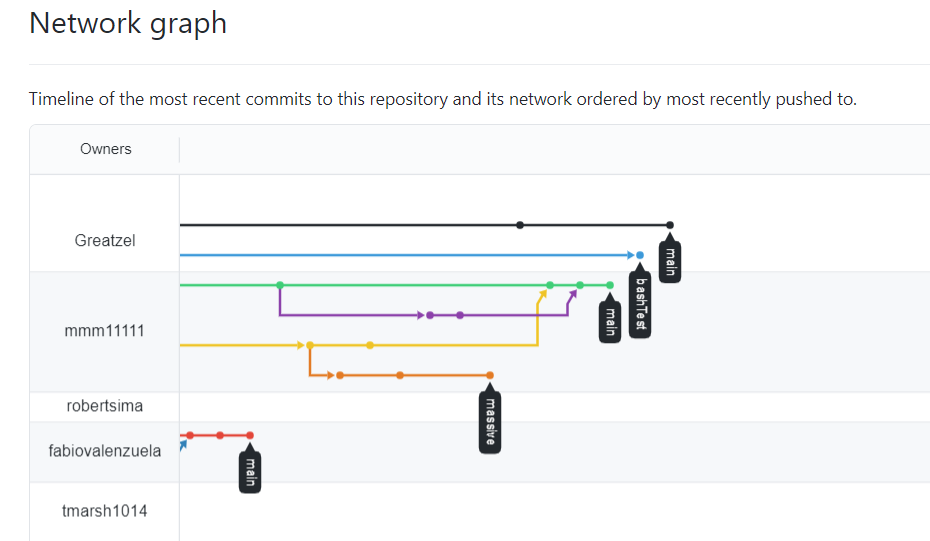 Network graph
Timeline of the most recent commits to this repository and its network ordered by most recently pushed to.
Owners
Greatzel
main
bashTest
mmm11111
main
robertsima
massive
fabiovalenzuela
main
tmarsh1014